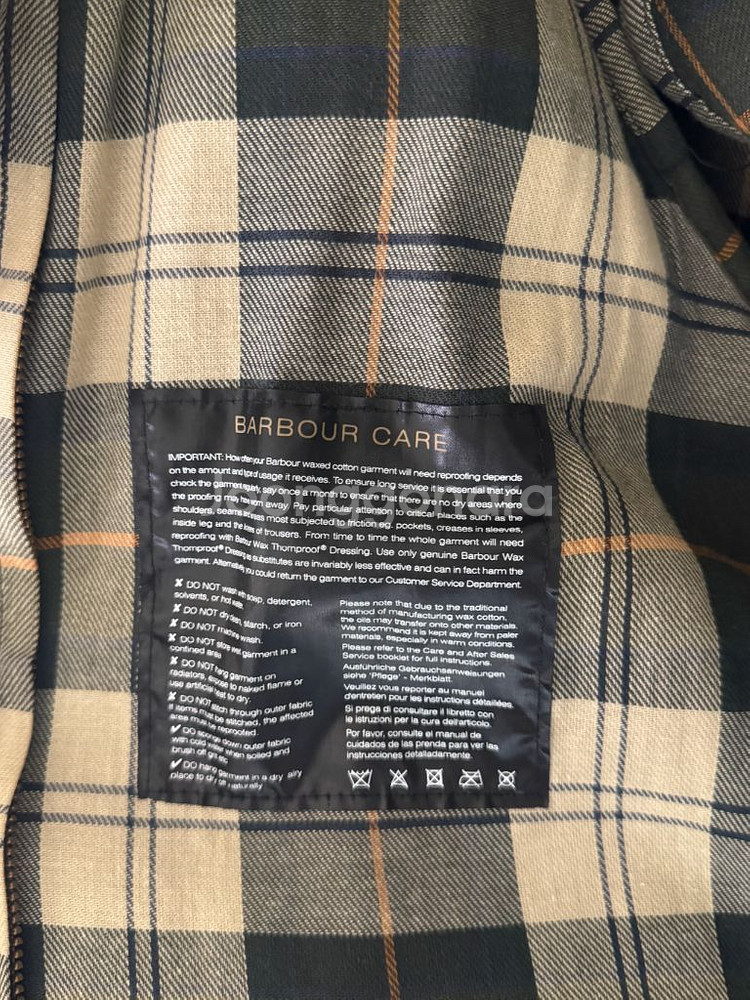 BARBOUR CARE
IMPORTANT: How often your Barbour waxed cotton garment will need reproofing depends
on the amount and type of usage it receives. To ensure long service it is essential that you
check the garment regularly, say once a month to ensure that there are no dry areas where
the proofing may have worn away. Pay particular attention to critical places such as the
shoulders, seams areas most subjected to friction eg. pockets, creases in sleeves,
inside leg and the of trousers. From time to time the whole garment will need
reproofing with Barbour Wax Thornproof® Dressing. Use only genuine Barbour Wax
Thornproof® Dressing as substitutes are invariably less effective and can in fact harm the
garment. Alternatively, you could return the garment to our Customer Service Department.
✘ DO NOT wash with soap, detergent,
solvents, or hot water.
✘ DO NOT dry clean, starch, or iron
✘ DO NOT machine wash.
✘ DO NOT store wet garment in a
confined area
✘ DO NOT hang garment on
radiators, expose to naked flame or
use artificial heat to dry.
✘ DO NOT stitch through outer fabric
If items must be stitched, the affected
area must be reproofed.
✔ DO sponge down outer fabric
with cold water when soiled and
brush off grit etc
✔ DO hang garment in a dry airy
place to dry off naturally
Please note that due to the traditional
method of manufacturing wax cotton,
the oils may transfer onto other materials.
We recommend it is kept away from paler
materials, especially in warm conditions.
Please refer to the Care and After Sales
Service booklet for full instructions.
Ausführliche Gebrauchsanweisungen
siehe 'Pflege' - Merkblatt.
Veuillez vous reporter au manuel
d'entretien pour les instructions détaillées.
Si prega di consultare il libretto con
le istruzioni per la cura dell'articolo.
Por favor, consulte el manual de
cuidados de las prenda para ver las
instrucciones detalladamente.